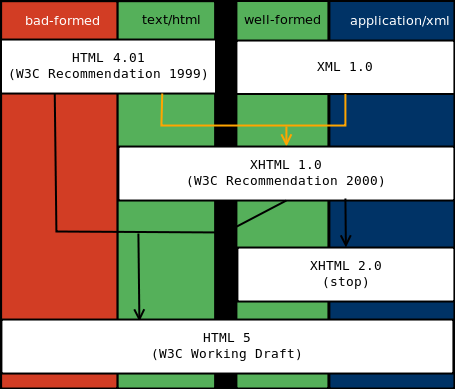 bad-formed text/html well-formed application/xml
HTML 4.01
(W3C Recommendation 1999)
XML 1.0
XHTML 1.0
(W3C Recommendation 2000)
XHTML 2.0
(stop)
HTML 5
(W3C Working Draft)